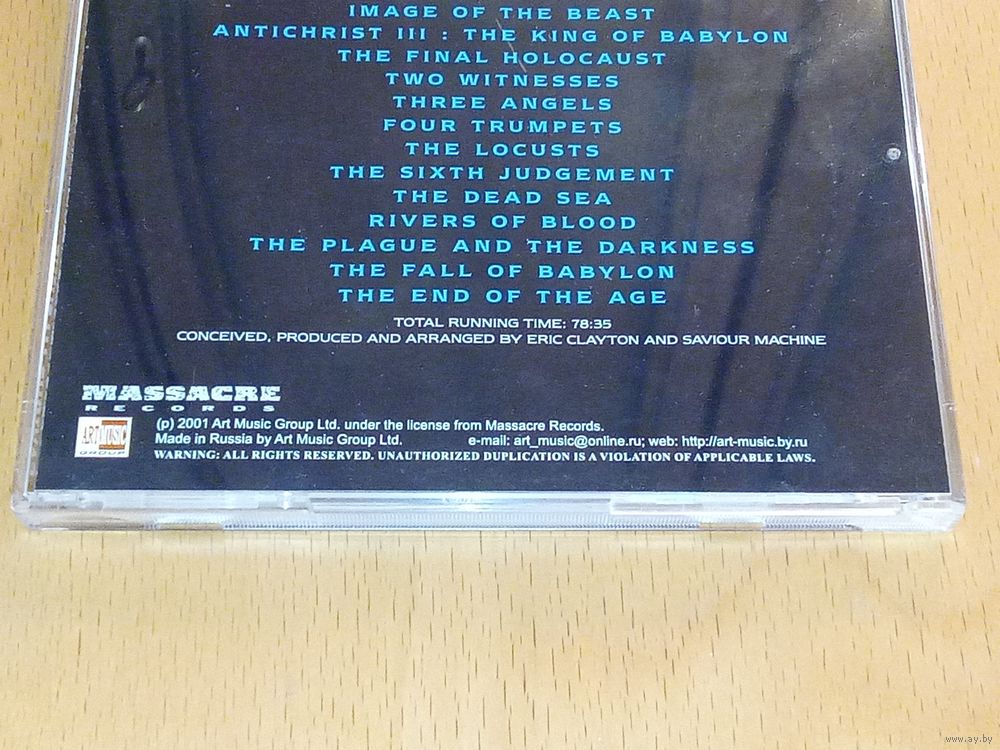 IMAGE OF THE BEAST
ANTICHRIST III : THE KING OF BABYLON
THE FINAL HOLOCAUST
TWO WITNESSES
THREE ANGELS
FOUR TRUMPETS
THE LOCUSTS
THE SIXTH JUDGEMENT
THE DEAD SEA
RIVERS OF BLOOD
THE PLAGUE AND THE DARKNESS
THE FALL OF BABYLON
THE END OF THE AGE
TOTAL RUNNING TIME: 78:35
CONCEIVED, PRODUCED AND ARRANGED BY ERIC CLAYTON AND SAVIOUR MACHINE
MASSACRE
RECORDS
ART MUSIC
GROUP
(p) 2001 Art Music Group Ltd. under the license from Massacre Records.
Made in Russia by Art Music Group Ltd. e-mail: art_music@online.ru; web: http://art-music.by.ru
WARNING: ALL RIGHTS RESERVED. UNAUTHORIZED DUPLICATION IS A VIOLATION OF APPLICABLE LAWS.
www.ay.by